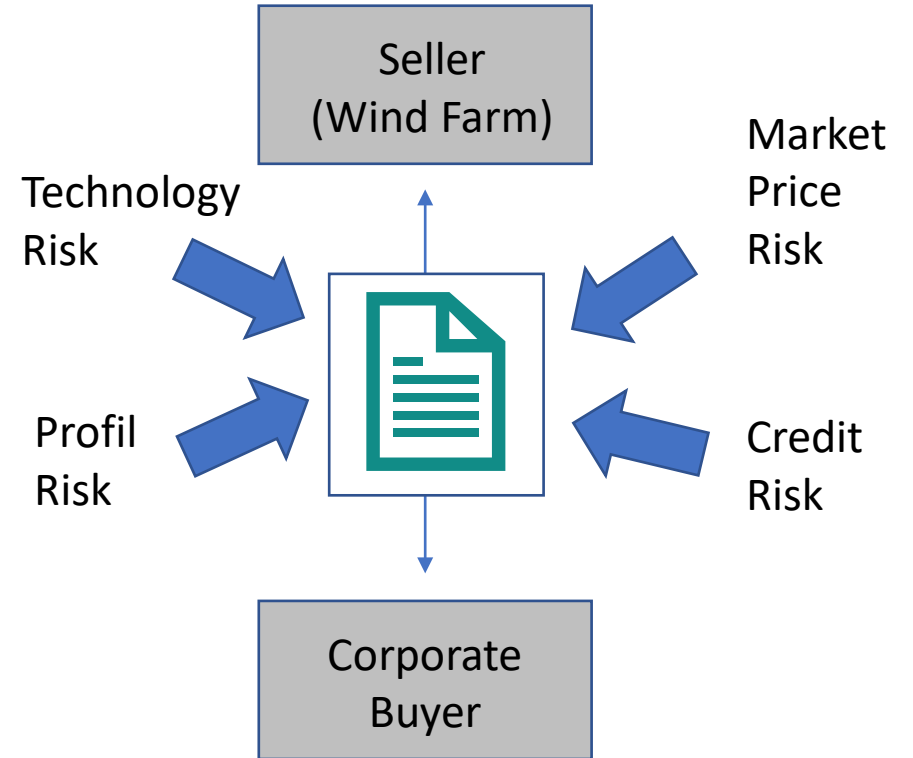 Seller
(Wind Farm)
Technology
Risk
Market
Price
Risk
Profil
Risk
Credit
Risk
Corporate
Buyer